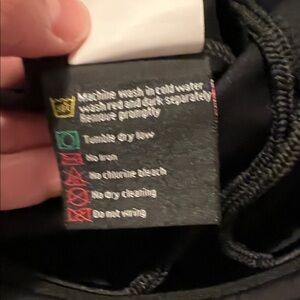 Machine wash in cold water
wash red and dark separately
Remove promptly
Tumble dry low
No iron
No chlorine bleach
No dry cleaning
Do not wring